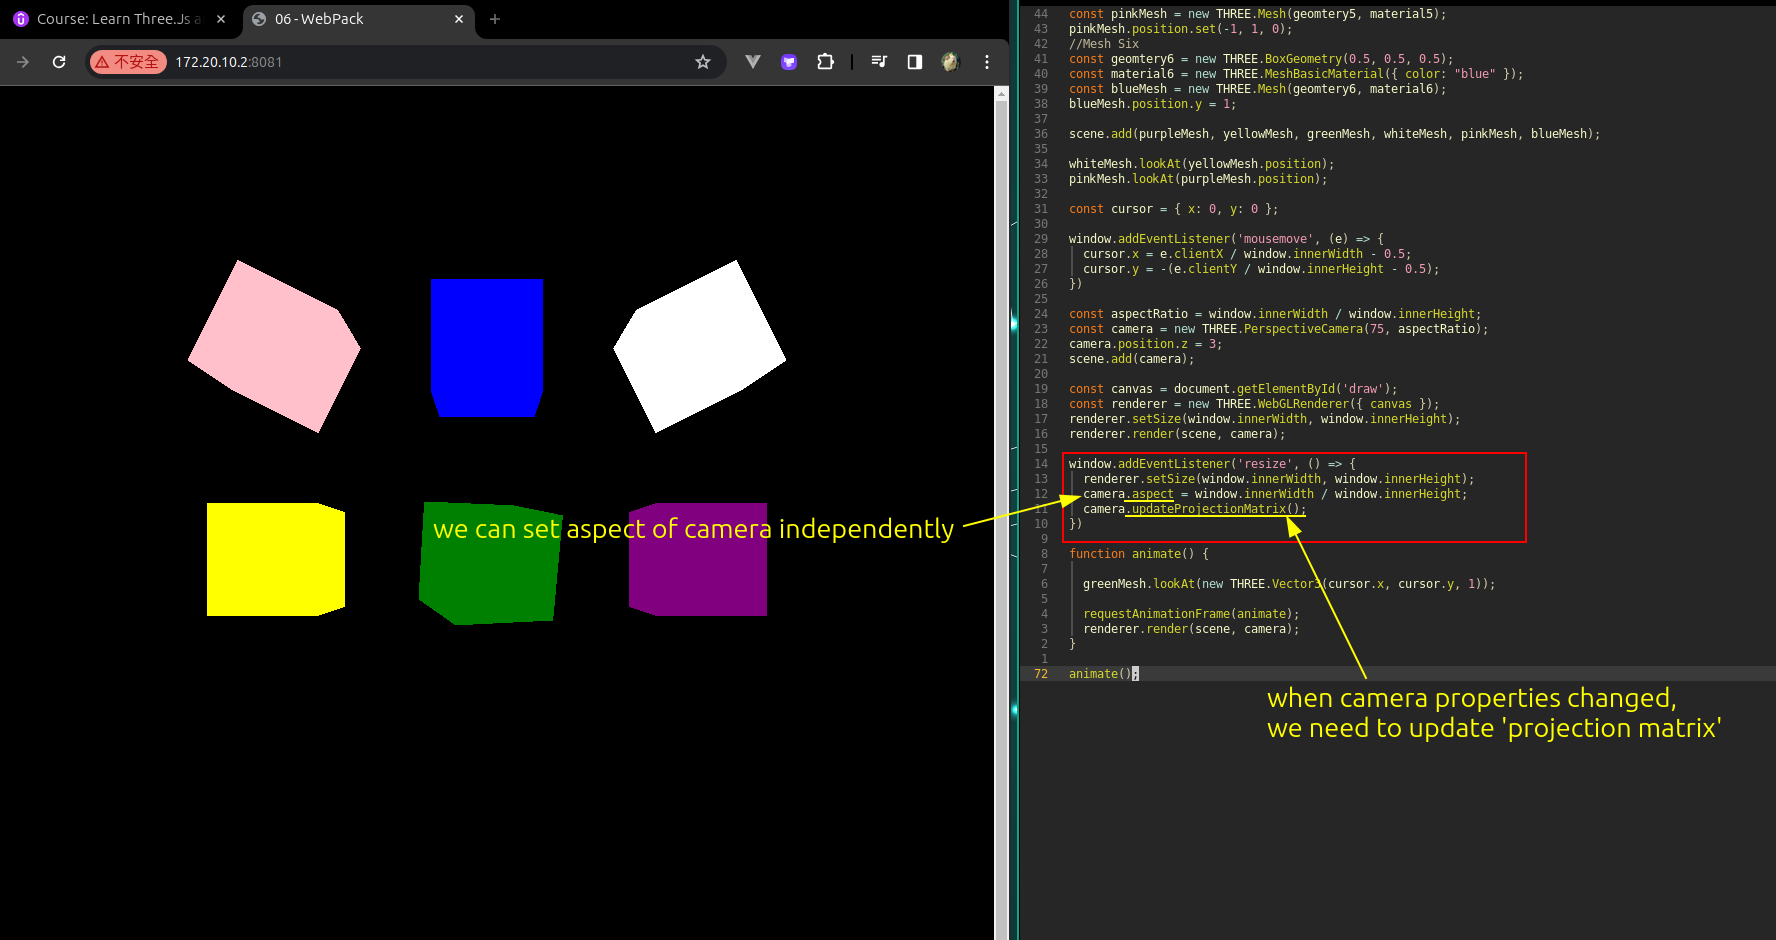 Course: Learn Three.Js a
06 - WebPack
不安全
172.20.10.2:8081
44 const pinkMesh = new THREE.Mesh(geomtery5, material5);
43 pinkMesh.position.set(-1, 1, 0);
42 //Mesh Six
41 const geomtery6 = new THREE.BoxGeometry(0.5, 0.5, 0.5);
40 const material6 = new THREE.MeshBasicMaterial({ color: "blue" });
39 const blueMesh = new THREE.Mesh(geomtery6, material6);
38 blueMesh.position.y = 1;
37
36 scene.add(purpleMesh, yellowMesh, greenMesh, whiteMesh, pinkMesh, blueMesh);
35
34 whiteMesh.lookAt(yellowMesh.position);
33 pinkMesh.lookAt(purpleMesh.position);
32
31 const cursor = { x: 0, y: 0 };
30
29 window.addEventListener('mousemove', (e) => {
28 cursor.x = e.clientX / window.innerWidth - 0.5;
27 cursor.y = -(e.clientY / window.innerHeight - 0.5);
26 })
25
24 const aspectRatio = window.innerWidth / window.innerHeight;
23 const camera = new THREE.PerspectiveCamera(75, aspectRatio);
22 camera.position.z = 3;
21 scene.add(camera);
20
19 const canvas = document.getElementById('draw');
18 const renderer = new THREE.WebGLRenderer({ canvas });
17 renderer.setSize(window.innerWidth, window.innerHeight);
16 renderer.render(scene, camera);
15
14 window.addEventListener('resize', () => {
13 renderer.setSize(window.innerWidth, window.innerHeight);
12 camera.aspect = window.innerWidth / window.innerHeight;
11 camera.updateProjectionMatrix();
10 })
9
8 function animate() {
7
6 greenMesh.lookAt(new THREE.Vector3(cursor.x, cursor.y, 1));
5
4 requestAnimationFrame(animate);
3 renderer.render(scene, camera);
2 }
1
72 animate();
we can set aspect of camera independently
when camera properties changed,
we need to update 'projection matrix'